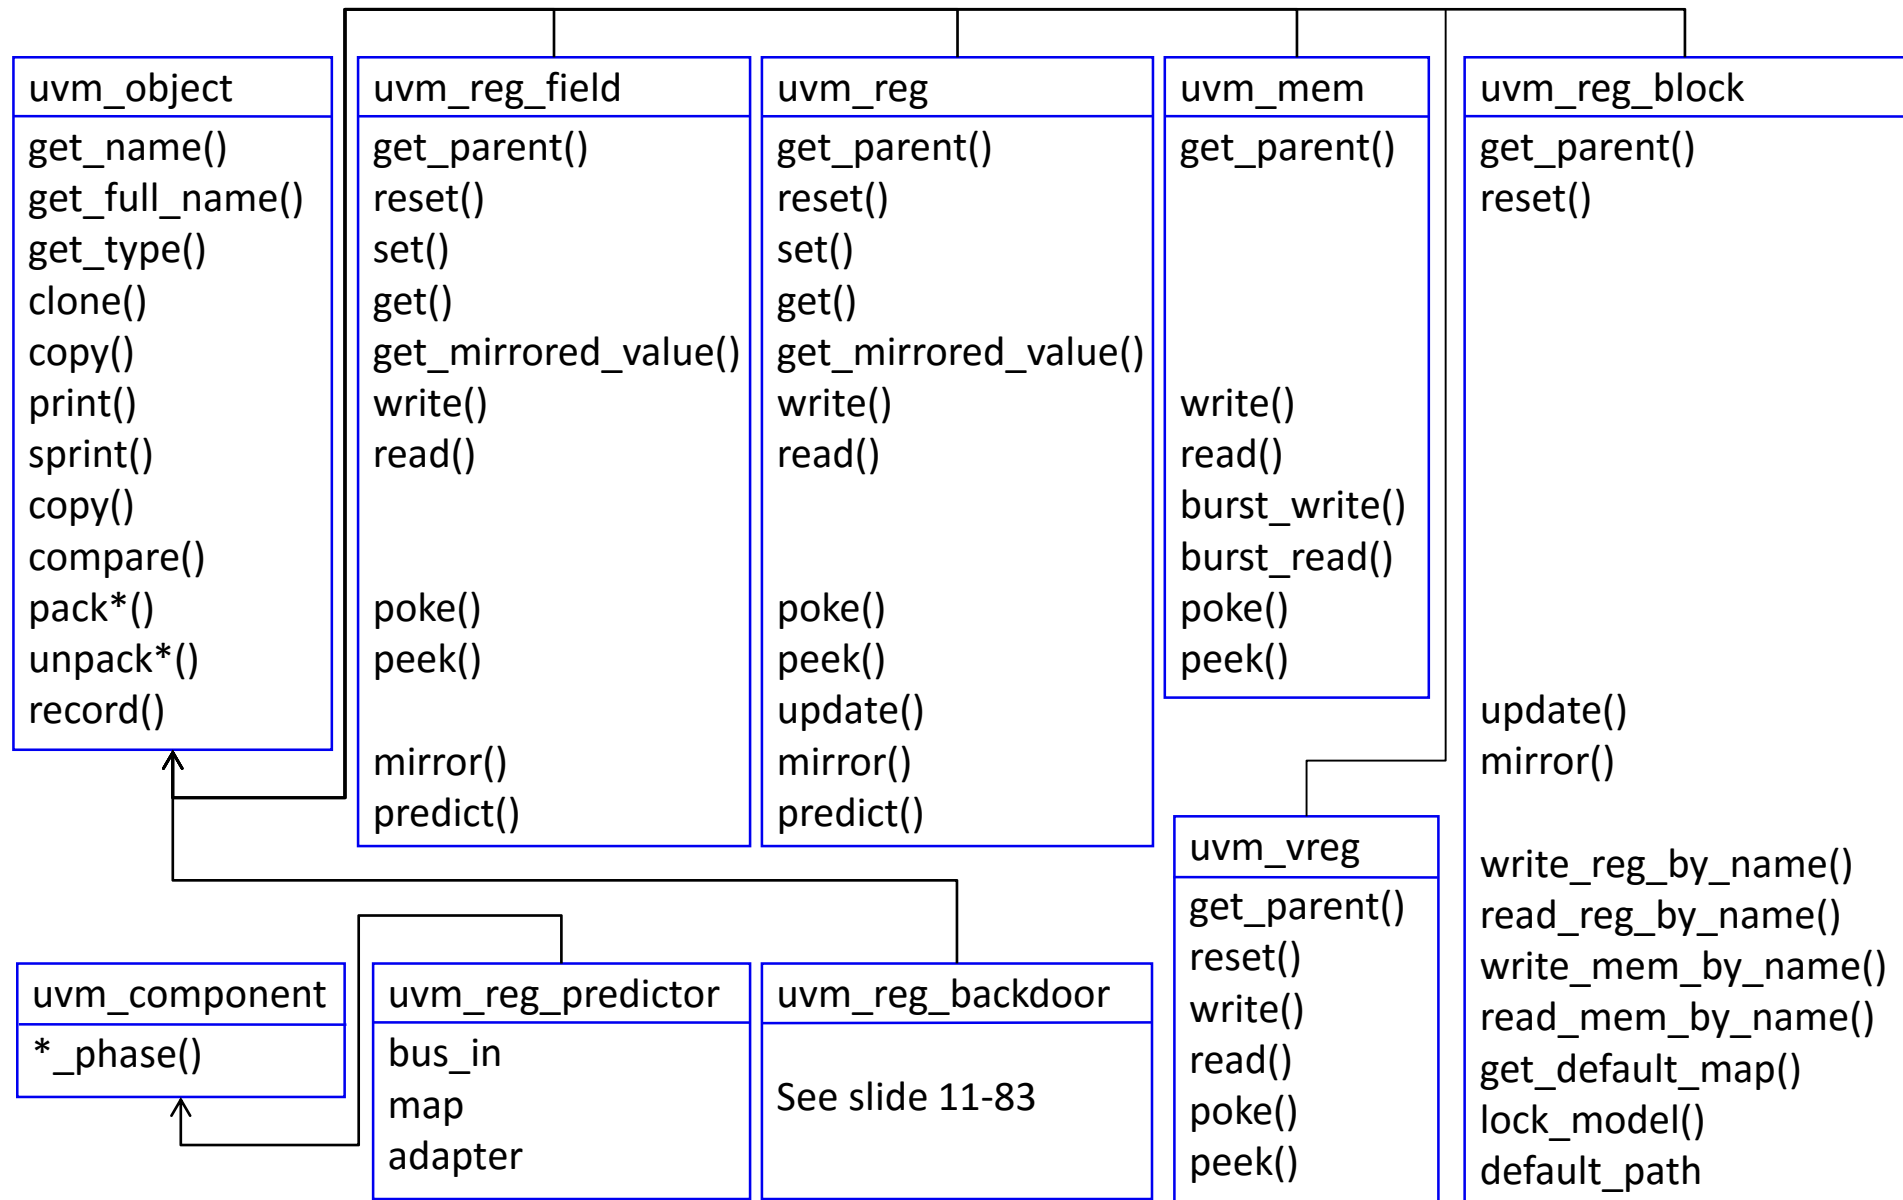 uvm_object
get_name()
get_full_name()
get_type()
clone()
copy()
print()
sprint()
copy()
compare()
pack*()
unpack*()
record()
uvm_reg_field
get_parent()
reset()
set()
get()
get_mirrored_value()
write()
read()
poke()
peek()
mirror()
predict()
uvm_reg
get_parent()
reset()
set()
get()
get_mirrored_value()
write()
read()
poke()
peek()
update()
mirror()
predict()
uvm_mem
get_parent()
write()
read()
burst_write()
burst_read()
poke()
peek()
uvm_reg_block
get_parent()
reset()
update()
mirror()
write_reg_by_name()
read_reg_by_name()
write_mem_by_name()
read_mem_by_name()
get_default_map()
lock_model()
default_path
uvm_component
*_phase()
uvm_reg_predictor
bus_in
map
adapter
uvm_reg_backdoor
See slide 11-83
uvm_vreg
get_parent()
reset()
write()
read()
poke()
peek()